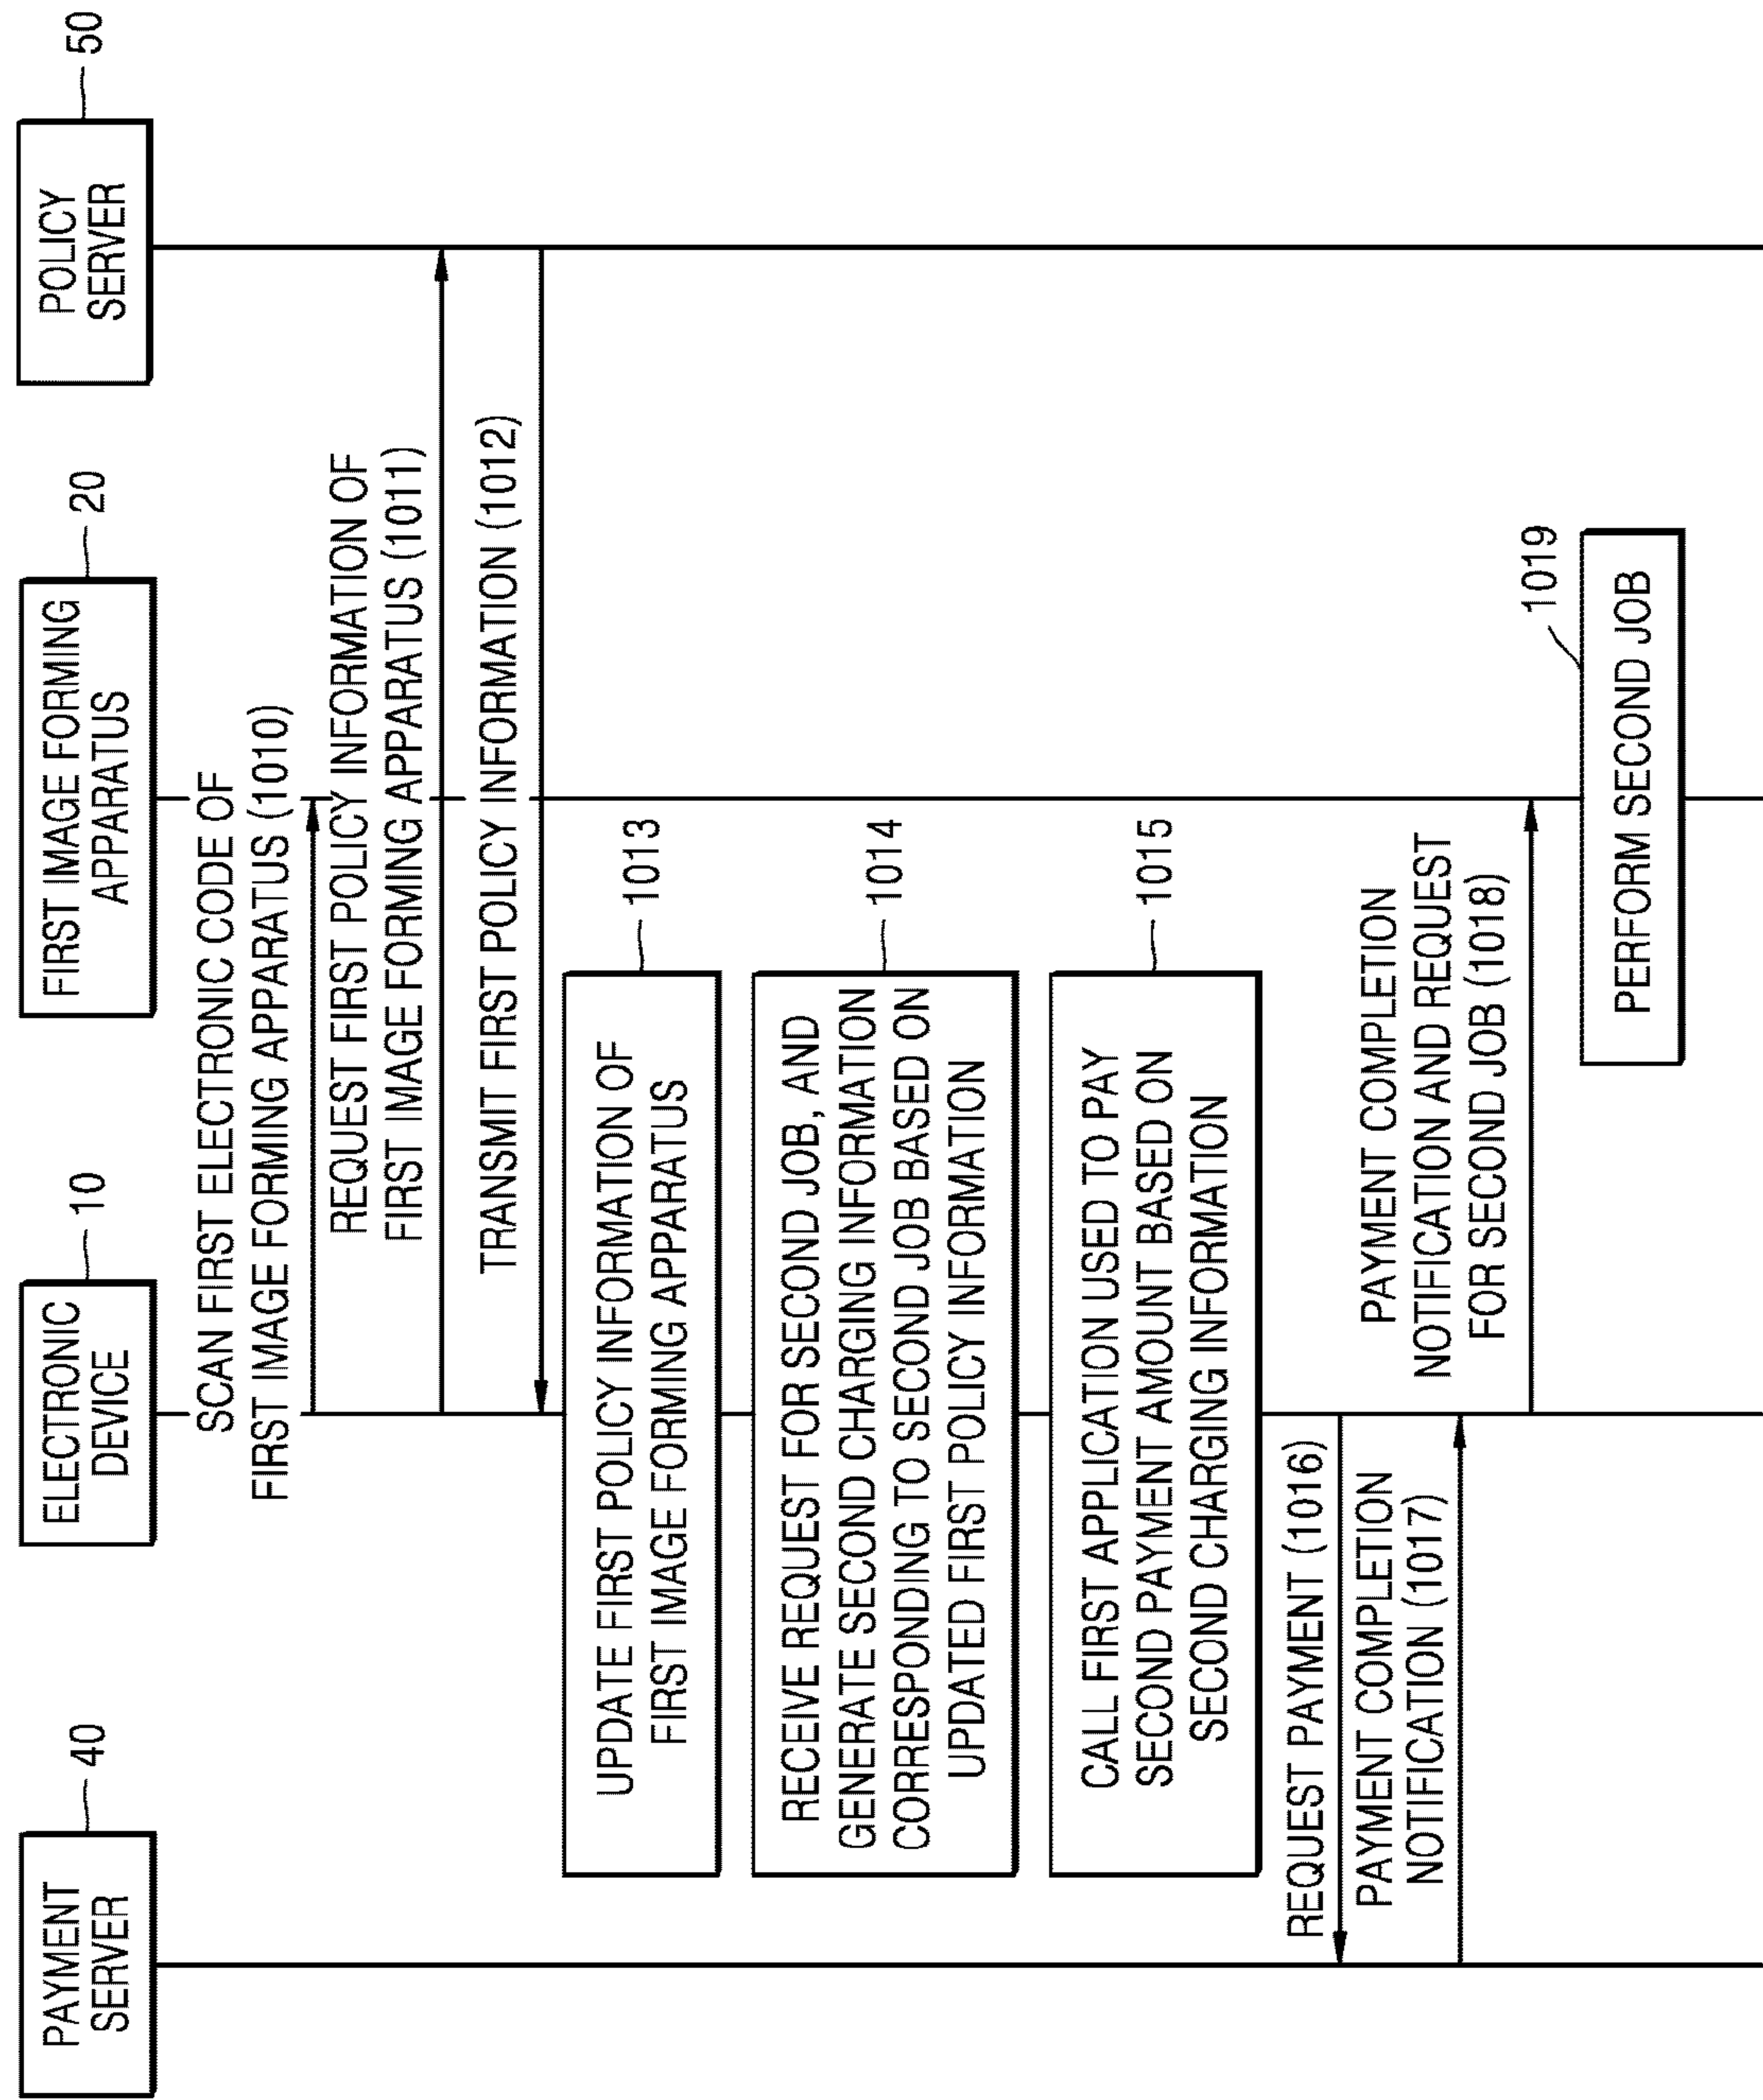 PAYMENT
SERVER
40
ELECTRONIC
DEVICE
10
FIRST IMAGE FORMING
APPARATUS
20
POLICY
SERVER
50
SCAN FIRST ELECTRONIC CODE OF
FIRST IMAGE FORMING APPARATUS (1010)
REQUEST FIRST POLICY INFORMATION OF
FIRST IMAGE FORMING APPARATUS (1011)
TRANSMIT FIRST POLICY INFORMATION (1012)
UPDATE FIRST POLICY INFORMATION OF
FIRST IMAGE FORMING APPARATUS
1013
RECEIVE REQUEST FOR SECOND JOB, AND
GENERATE SECOND CHARGING INFORMATION
CORRESPONDING TO SECOND JOB BASED ON
UPDATED FIRST POLICY INFORMATION
1014
CALL FIRST APPLICATION USED TO PAY
SECOND PAYMENT AMOUNT BASED ON
SECOND CHARGING INFORMATION
1015
REQUEST PAYMENT (1016)
PAYMENT COMPLETION
NOTIFICATION (1017)
PAYMENT COMPLETION
NOTIFICATION AND REQUEST
FOR SECOND JOB (1018)
1019
PERFORM SECOND JOB